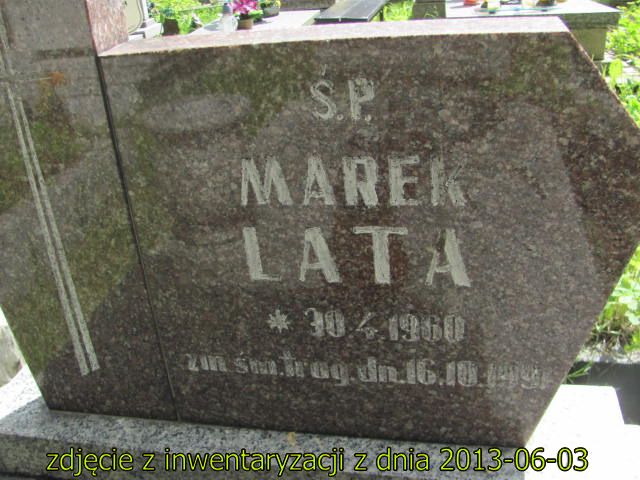 Ś.P.
MAREK
LATA
* 30.4.1960
zm. śm. trag. dn. 16.10.1991
zdjęcie z inwentaryzacji z dnia 2013-06-03